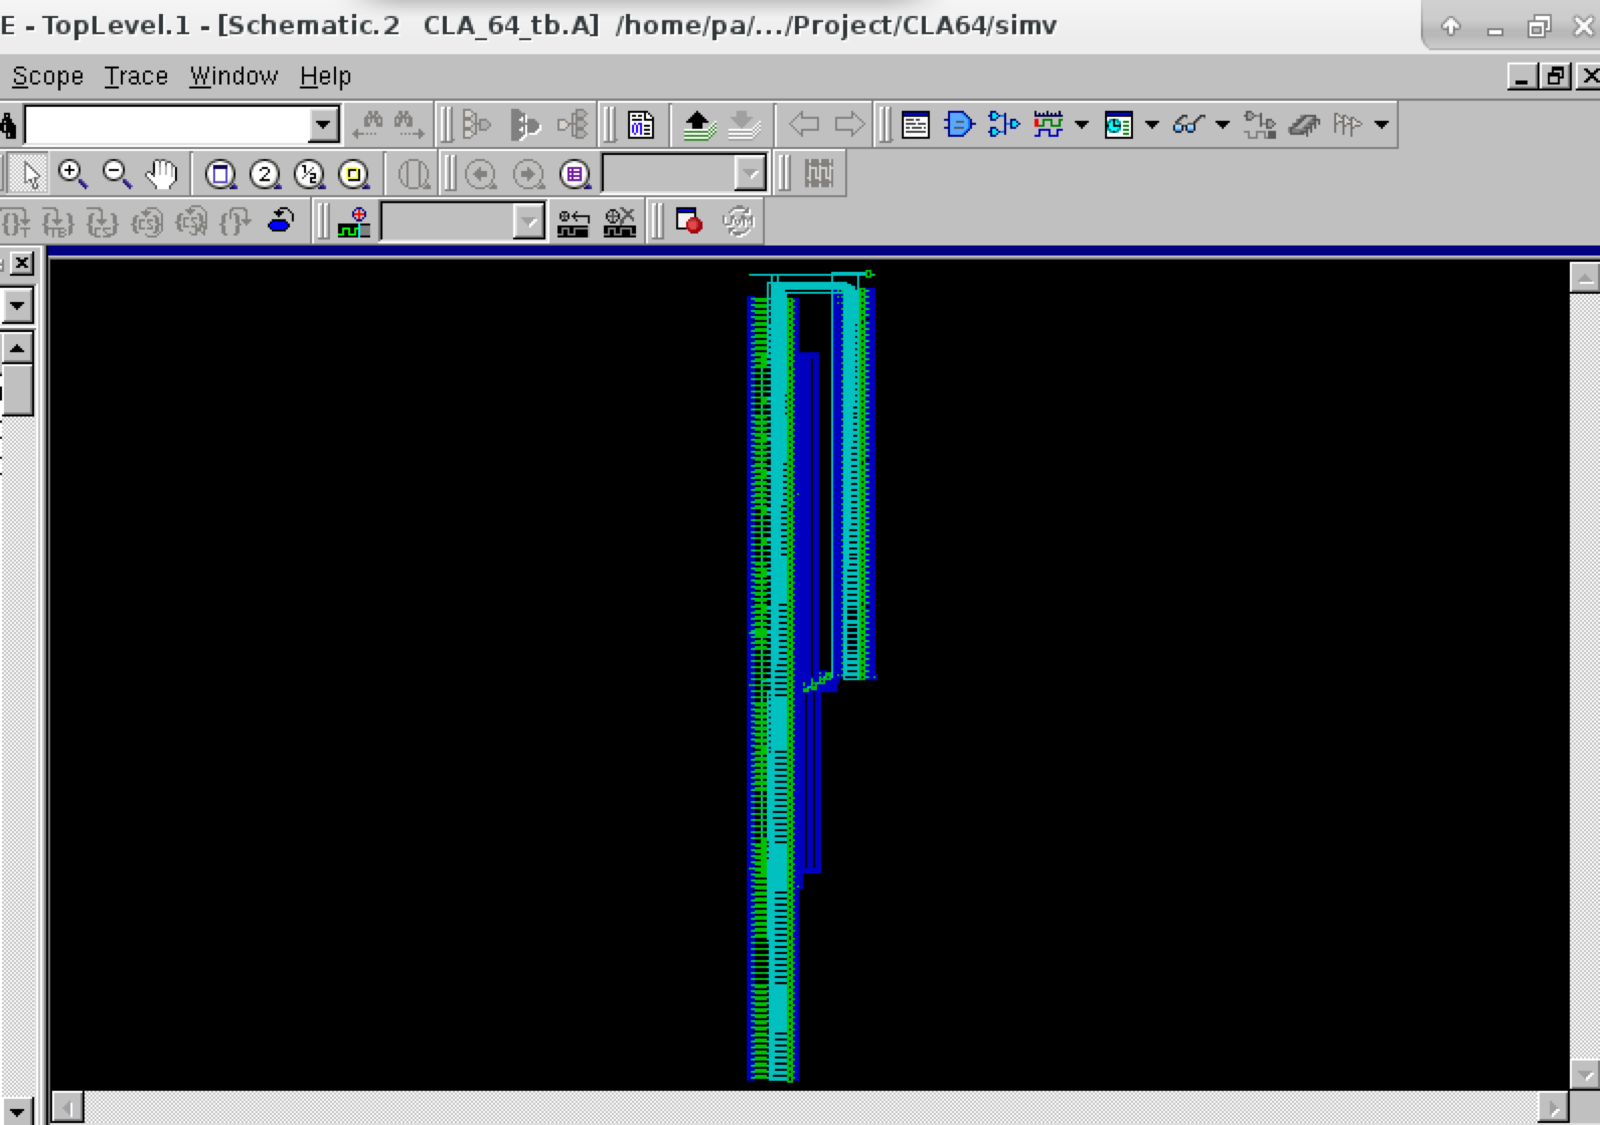 E - TopLevel.1 - [Schematic.2   CLA_64_tb.A]  /home/pa/.../Project/CLA64/simv
Scope Trace Window Help